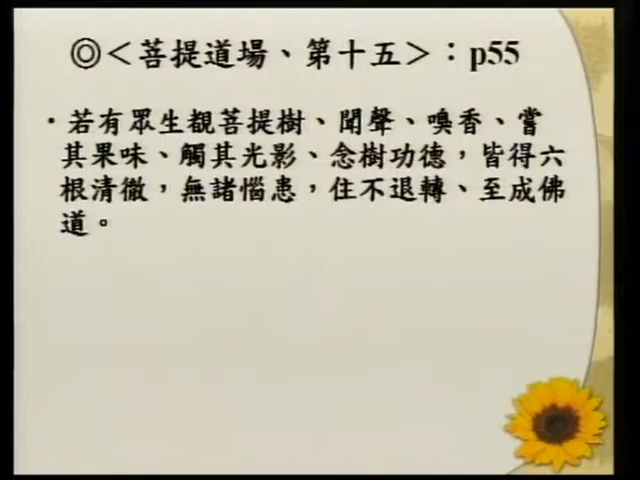 ◎＜菩提道場、第十五＞：p55
・若有眾生觀菩提樹、聞聲、嗅香、嘗
其果味、觸其光影、念樹功德，皆得六
根清徹，無諸惱患，住不退轉、至成佛
道。